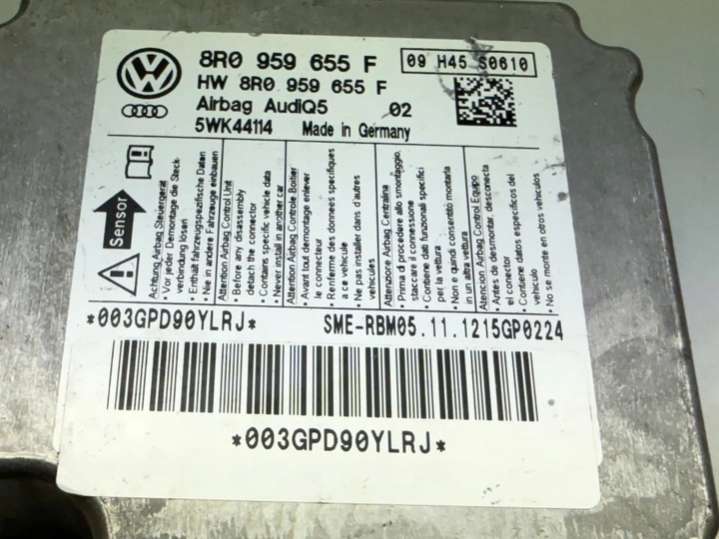 8R0 959 655 F
09 H45 S0610
HW 8R0 959 655 F
Airbag AudiQ5 02
5WK44114 Made in Germany
Sensor
Achtung Airbag Steuergerät
• Vor jeder Demontage die Steck-
verbindung lösen
• Enthält fahrzeugspezifische Daten
• Nie in andere Fahrzeuge einbauen
Attention Airbag Control Unit
• Before any disassembly
detach the connector
• Contains specific vehicle data
• Never install in another car
Attention Airbag Controle Boitier
• Avant tout demontage enlever
le connecteur
• Renferme des donnees specifiques
a ce vehicule
• Ne pas installer dans d'autres
vehicules
Attenzione Airbag Centralina
• Prima di procedere allo smontaggio,
staccare il connessione
• Contiene dati funzionali specifici
per la vettura
• Non e quindi consentito montarla
in un altra vettura
Atencion Airbag Control Equipo
• Antes de desmontar, desconecta
el conector
• Contiene datos especificos del
vehiculo
• No se monte en otros vehiculos
*003GPD90YLRJ* SME-RBM05.11.1215GP0224
*003GPD90YLRJ*